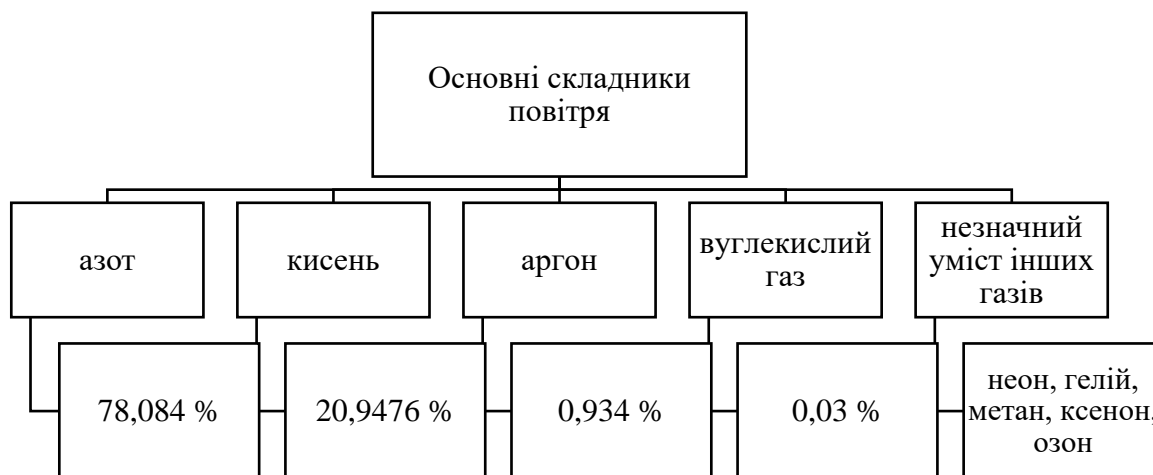 Основні складники
повітря
азот
кисень
аргон
вуглекислий
газ
незначний
уміст інших
газів
78,084 %
20,9476 %
0,934 %
0,03 %
неон, гелій,
метан, ксенон,
озон